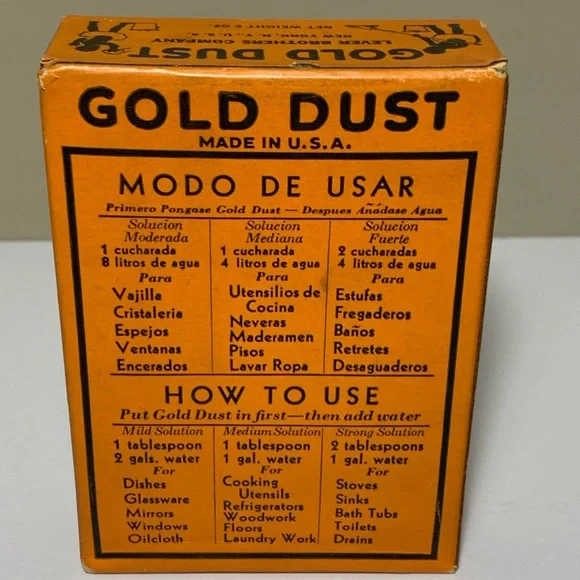 GOLD DUST
LEVER BROTHERS COMPANY
NEW YORK, N.Y., U.S.A.
NET WEIGHT
GOLD DUST
MADE IN U.S.A.
MODO DE USAR
Primero Pongase Gold Dust — Despues Añádase Agua
Solucion Moderada
1 cucharada
8 litros de agua
Para
Vajilla
Cristaleria
Espejos
Ventanas
Encerados
Solucion Mediana
1 cucharada
4 litros de agua
Para
Utensilios de
Cocina
Neveras
Maderamen
Pisos
Lavar Ropa
Solucion Fuerte
2 cucharadas
4 litros de agua
Para
Estufas
Fregaderos
Baños
Retretes
Desaguaderos
HOW TO USE
Put Gold Dust in first—then add water
Mild Solution
1 tablespoon
2 gals. water
For
Dishes
Glassware
Mirrors
Windows
Oilcloth
Medium Solution
1 tablespoon
1 gal. water
For
Cooking
Utensils
Refrigerators
Woodwork
Floors
Laundry Work
Strong Solution
2 tablespoons
1 gal. water
For
Stoves
Sinks
Bath Tubs
Toilets
Drains